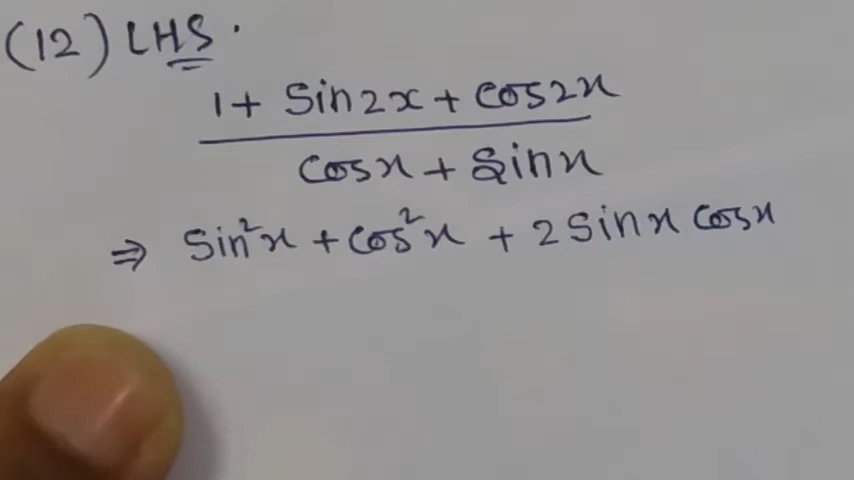 (12) LHS.
1 + Sin2x + Cos2x
Cosx + Sinx
⇒ Sin²x + Cos²x + 2 Sinx Cosx